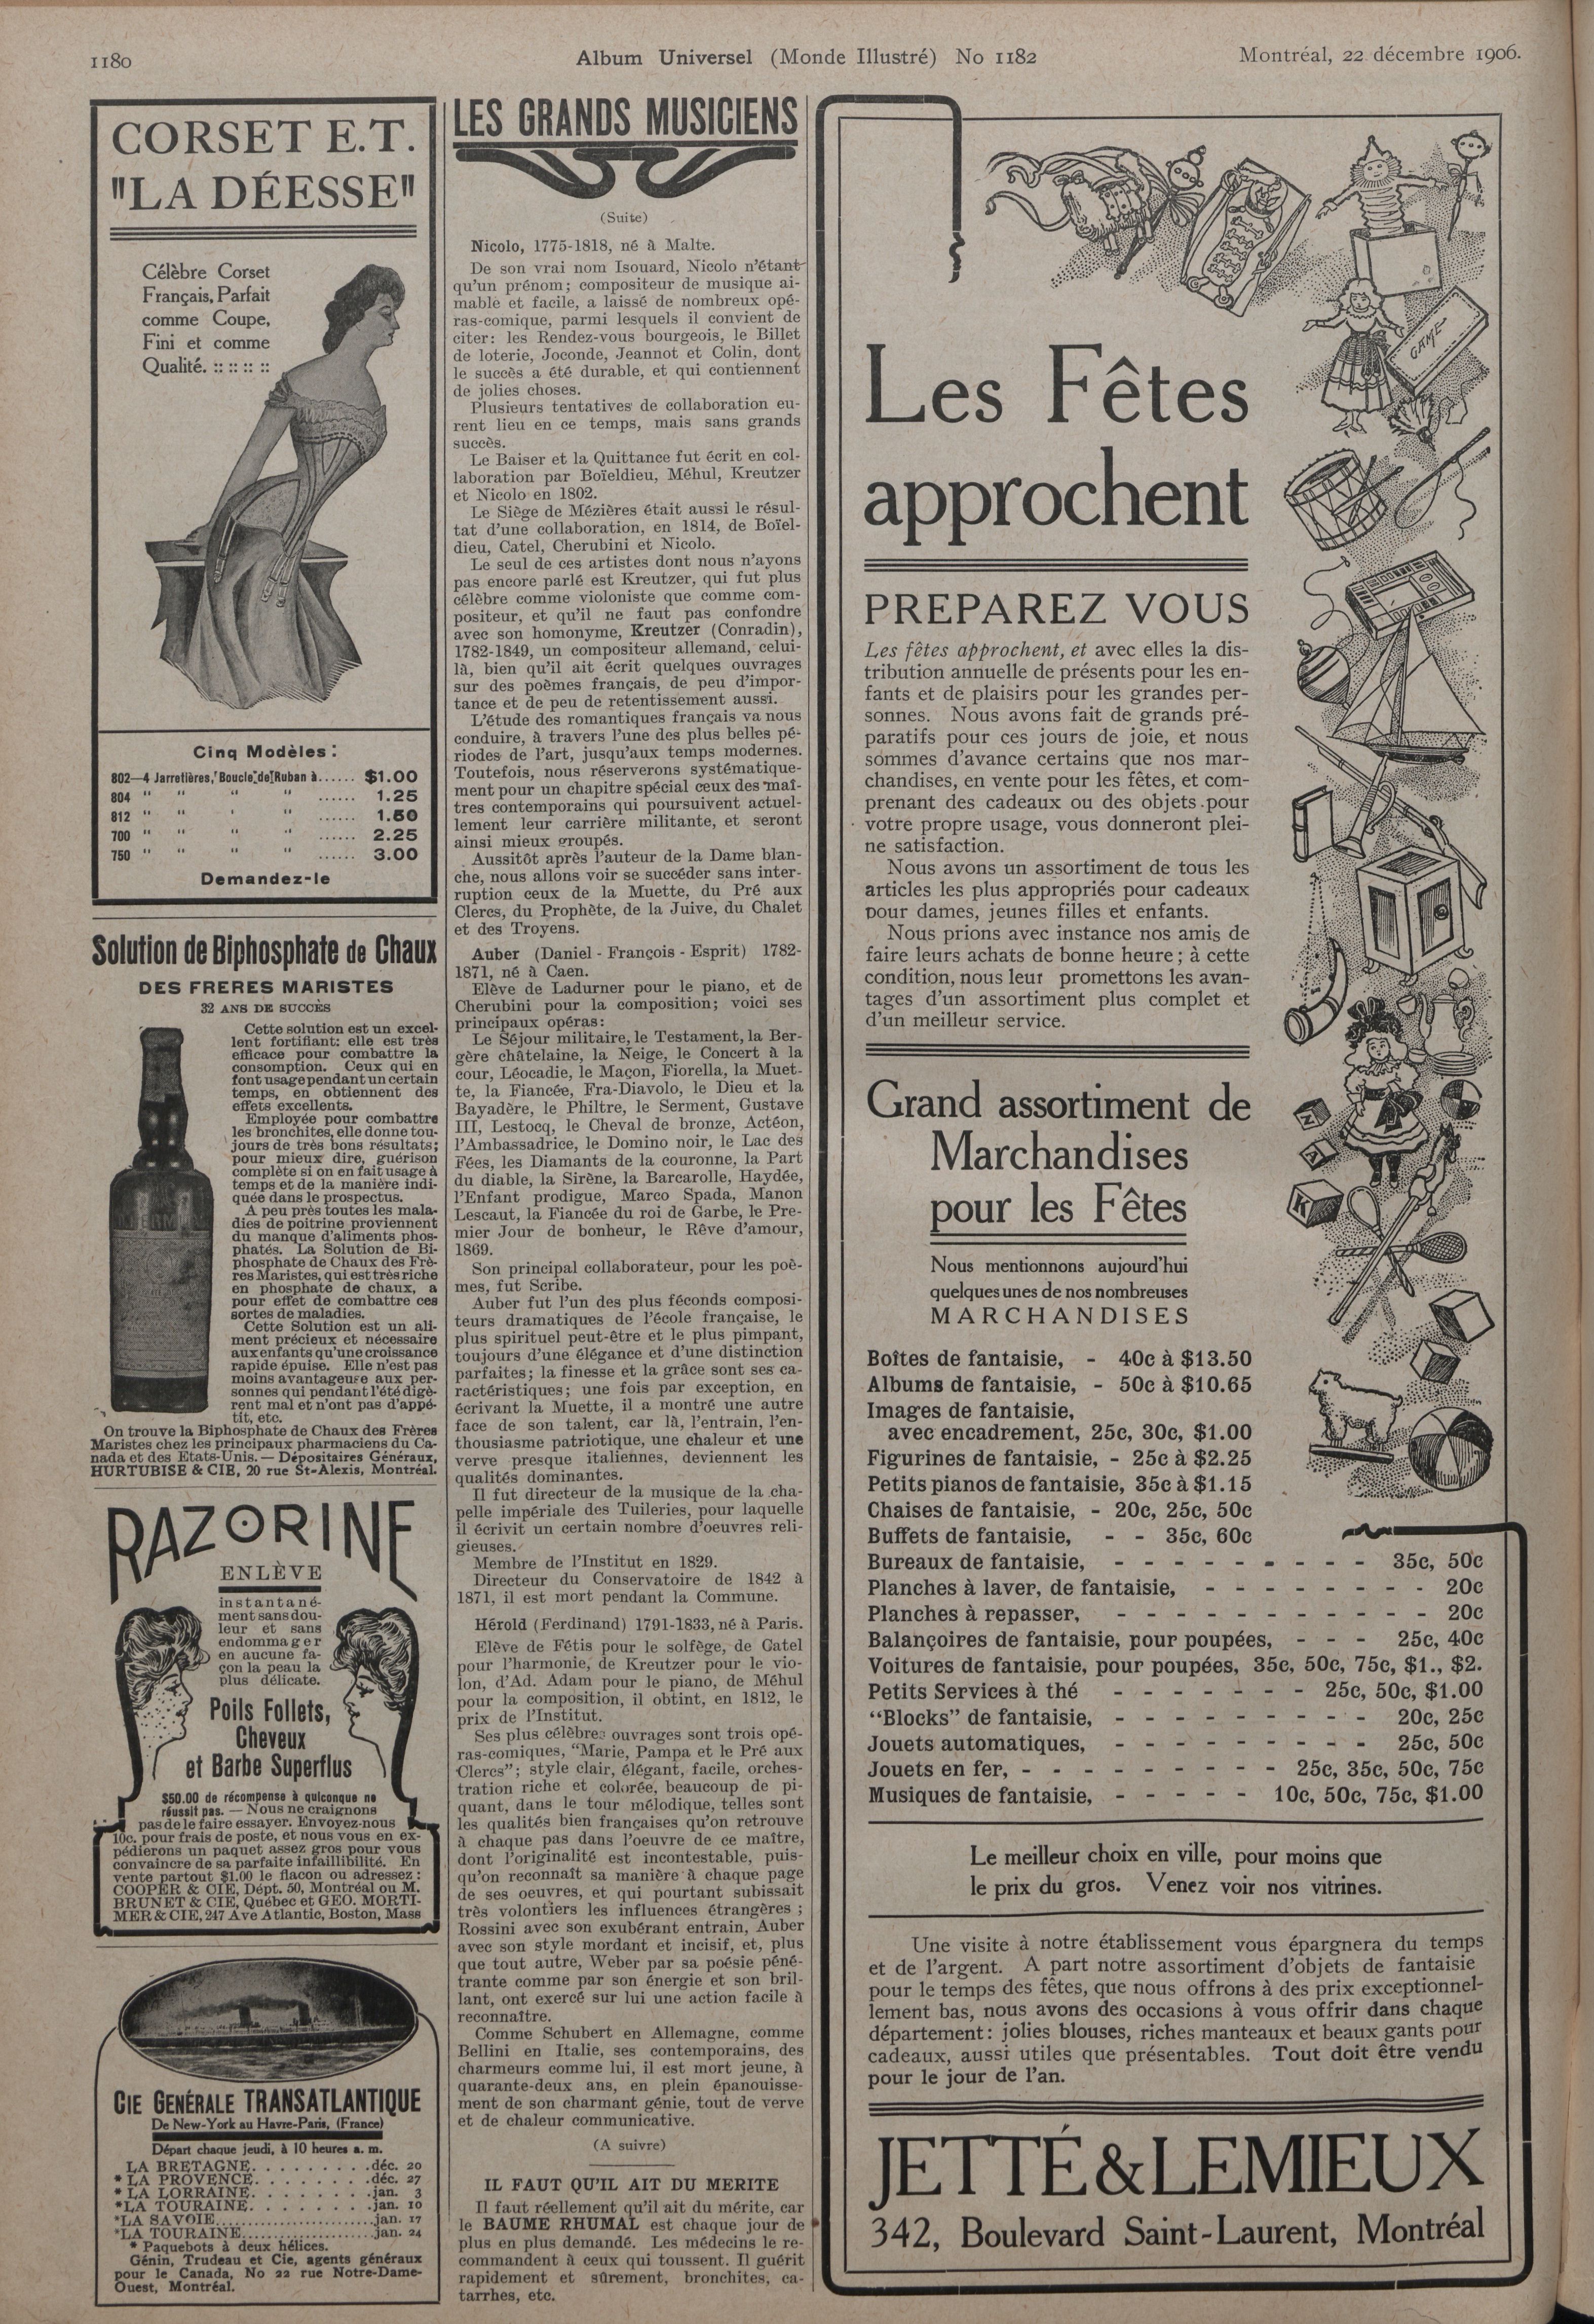 1180
Album Universel (Monde Illustré) No 1182
Montréal, 22 décembre 1906.
CORSET E.T.
"LA DÉESSE"
Célèbre Corset
Français, Parfait
comme Coupe,
Fini et comme
Qualité. :: :: :: ::
Cinq Modèles :
802—4 Jarretières, Boucle de Ruban à...... $1.00
804 " " " " ...... 1.25
812 " " " " ...... 1.50
700 " " " " ...... 2.25
750 " " " " ...... 3.00
Demandez-le
Solution de Biphosphate de Chaux
DES FRERES MARISTES
32 ANS DE SUCCÈS
Cette solution est un excel-
lent fortifiant: elle est très
efficace pour combattre la
consomption. Ceux qui en
font usage pendant un certain
temps, en obtiennent des
effets excellents.
Employée pour combattre
les bronchites, elle donne tou-
jours de très bons résultats;
pour mieux dire, guérison
complète si on en fait usage à
temps et de la manière indi-
quée dans le prospectus.
A peu près toutes les mala-
dies de poitrine proviennent
du manque d'aliments phos-
phatés. La Solution de Bi-
phosphate de Chaux des Frè-
res Maristes, qui est très riche
en phosphate de chaux, a
pour effet de combattre ces
sortes de maladies.
Cette Solution est un ali-
ment précieux et nécessaire
aux enfants qu'une croissance
rapide épuise. Elle n'est pas
moins avantageuse aux per-
sonnes qui pendant l'été digè-
rent mal et n'ont pas d'appé-
tit, etc.
On trouve la Biphosphate de Chaux des Frères
Maristes chez les principaux pharmaciens du Ca-
nada et des Etats-Unis. — Dépositaires Généraux,
HURTUBISE & CIE, 20 rue St-Alexis, Montréal.
RAZORINE
ENLÈVE
instantané-
ment sans dou-
leur et sans
endommager
en aucune fa-
çon la peau la
plus délicate.
Poils Follets,
Cheveux
et Barbe Superflus
$50.00 de récompense à quiconque ne
réussit pas. — Nous ne craignons
pas de le faire essayer. Envoyez-nous
10c. pour frais de poste, et nous vous en ex-
pédierons un paquet assez gros pour vous
convaincre de sa parfaite infaillibilité. En
vente partout $1.00 le flacon ou adressez :
COOPER & CIE, Dépt. 50, Montréal ou M.
BRUNET & CIE, Québec et GEO. MORTI-
MER & CIE, 247 Ave Atlantic, Boston, Mass
CIE GENÉRALE TRANSATLANTIQUE
De New-York au Havre-Paris, (France)
Départ chaque jeudi, à 10 heures a. m.
LA BRETAGNE. . . . . . . . .déc. 20
* LA PROVENCE. . . . . . . . .déc. 27
* LA LORRAINE. . . . . . . . .jan. 3
*LA TOURAINE. . . . . . . . .jan. 10
*LA SAVOIE........................jan. 17
*LA TOURAINE....................jan. 24
* Paquebots à deux hélices.
Génin, Trudeau et Cie, agents généraux
pour le Canada, No 22 rue Notre-Dame-
Ouest, Montréal.
LES GRANDS MUSICIENS
(Suite)
Nicolo, 1775-1818, né à Malte.
De son vrai nom Isouard, Nicolo n'étant
qu'un prénom; compositeur de musique ai-
mable et facile, a laissé de nombreux opé-
ras-comique, parmi lesquels il convient de
citer: les Rendez-vous bourgeois, le Billet
de loterie, Joconde, Jeannot et Colin, dont
le succès a été durable, et qui contiennent
de jolies choses.
Plusieurs tentatives de collaboration eu-
rent lieu en ce temps, mais sans grands
succès.
Le Baiser et la Quittance fut écrit en col-
laboration par Boïeldieu, Méhul, Kreutzer
et Nicolo en 1802.
Le Siège de Mézières était aussi le résul-
tat d'une collaboration, en 1814, de Boïel-
dieu, Catel, Cherubini et Nicolo.
Le seul de ces artistes dont nous n'ayons
pas encore parlé est Kreutzer, qui fut plus
célèbre comme violoniste que comme com-
positeur, et qu'il ne faut pas confondre
avec son homonyme, Kreutzer (Conradin),
1782-1849, un compositeur allemand, celui-
là, bien qu'il ait écrit quelques ouvrages
sur des poèmes français, de peu d'impor-
tance et de peu de retentissement aussi.
L'étude des romantiques français va nous
conduire, à travers l'une des plus belles pé-
riodes de l'art, jusqu'aux temps modernes.
Toutefois, nous réserverons systématique-
ment pour un chapitre spécial ceux des maî-
tres contemporains qui poursuivent actuel-
lement leur carrière militante, et seront
ainsi mieux groupés.
Aussitôt après l'auteur de la Dame blan-
che, nous allons voir se succéder sans inter-
ruption ceux de la Muette, du Pré aux
Clercs, du Prophète, de la Juive, du Chalet
et des Troyens.
Auber (Daniel - François - Esprit) 1782-
1871, né à Caen.
Elève de Ladurner pour le piano, et de
Cherubini pour la composition; voici ses
principaux opéras:
Le Séjour militaire, le Testament, la Ber-
gère châtelaine, la Neige, le Concert à la
cour, Léocadie, le Maçon, Fiorella, la Muet-
te, la Fiancée, Fra-Diavolo, le Dieu et la
Bayadère, le Philtre, le Serment, Gustave
III, Lestocq, le Cheval de bronze, Actéon,
l'Ambassadrice, le Domino noir, le Lac des
Fées, les Diamants de la couronne, la Part
du diable, la Sirène, la Barcarolle, Haydée,
l'Enfant prodigue, Marco Spada, Manon
Lescaut, la Fiancée du roi de Garbe, le Pre-
mier Jour de bonheur, le Rêve d'amour,
1869.
Son principal collaborateur, pour les poè-
mes, fut Scribe.
Auber fut l'un des plus féconds composi-
teurs dramatiques de l'école française, le
plus spirituel peut-être et le plus pimpant,
toujours d'une élégance et d'une distinction
parfaites; la finesse et la grâce sont ses ca-
ractéristiques; une fois par exception, en
écrivant la Muette, il a montré une autre
face de son talent, car là, l'entrain, l'en-
thousiasme patriotique, une chaleur et une
verve presque italiennes, deviennent les
qualités dominantes.
Il fut directeur de la musique de la cha-
pelle impériale des Tuileries, pour laquelle
il écrivit un certain nombre d'oeuvres reli-
gieuses.
Membre de l'Institut en 1829.
Directeur du Conservatoire de 1842 à
1871, il est mort pendant la Commune.
Hérold (Ferdinand) 1791-1833, né à Paris.
Elève de Fétis pour le solfège, de Catel
pour l'harmonie, de Kreutzer pour le vio-
lon, d'Ad. Adam pour le piano, de Méhul
pour la composition, il obtint, en 1812, le
prix de l'Institut.
Ses plus célèbres ouvrages sont trois opé-
ras-comiques, "Marie, Pampa et le Pré aux
Clercs"; style clair, élégant, facile, orches-
tration riche et colorée, beaucoup de pi-
quant, dans le tour mélodique, telles sont
les qualités bien françaises qu'on retrouve
à chaque pas dans l'oeuvre de ce maître,
dont l'originalité est incontestable, puis-
qu'on reconnaît sa manière à chaque page
de ses oeuvres, et qui pourtant subissait
très volontiers les influences étrangères ;
Rossini avec son exubérant entrain, Auber
avec son style mordant et incisif, et, plus
que tout autre, Weber par sa poésie péné-
trante comme par son énergie et son bril-
lant, ont exercé sur lui une action facile à
reconnaître.
Comme Schubert en Allemagne, comme
Bellini en Italie, ses contemporains, des
charmeurs comme lui, il est mort jeune, à
quarante-deux ans, en plein épanouisse-
ment de son charmant génie, tout de verve
et de chaleur communicative.
(A suivre)
IL FAUT QU'IL AIT DU MERITE
Il faut réellement qu'il ait du mérite, car
le BAUME RHUMAL est chaque jour de
plus en plus demandé. Les médecins le re-
commandent à ceux qui toussent. Il guérit
rapidement et sûrement, bronchites, ca-
tarrhes, etc.
GAME
Les Fêtes
approchent
PREPAREZ VOUS
Les fêtes approchent, et avec elles la dis-
tribution annuelle de présents pour les en-
fants et de plaisirs pour les grandes per-
sonnes. Nous avons fait de grands pré-
paratifs pour ces jours de joie, et nous
sommes d'avance certains que nos mar-
chandises, en vente pour les fêtes, et com-
prenant des cadeaux ou des objets pour
votre propre usage, vous donneront plei-
ne satisfaction.
Nous avons un assortiment de tous les
articles les plus appropriés pour cadeaux
pour dames, jeunes filles et enfants.
Nous prions avec instance nos amis de
faire leurs achats de bonne heure ; à cette
condition, nous leur promettons les avan-
tages d'un assortiment plus complet et
d'un meilleur service.
Grand assortiment de
Marchandises
pour les Fêtes
N
A
K
Nous mentionnons aujourd'hui
quelques unes de nos nombreuses
MARCHANDISES
Boîtes de fantaisie, - 40c à $13.50
Albums de fantaisie, - 50c à $10.65
Images de fantaisie,
avec encadrement, 25c, 30c, $1.00
Figurines de fantaisie, - 25c à $2.25
Petits pianos de fantaisie, 35c à $1.15
Chaises de fantaisie, - 20c, 25c, 50c
Buffets de fantaisie, - - 35c, 60c
Bureaux de fantaisie, - - - - - - - - - 35c, 50c
Planches à laver, de fantaisie, - - - - - - - - 20c
Planches à repasser, - - - - - - - - - - - 20c
Balançoires de fantaisie, pour poupées, - - - 25c, 40c
Voitures de fantaisie, pour poupées, 35c, 50c, 75c, $1., $2.
Petits Services à thé - - - - - - - 25c, 50c, $1.00
"Blocks" de fantaisie, - - - - - - - - - 20c, 25c
Jouets automatiques, - - - - - - - - - 25c, 50c
Jouets en fer, - - - - - - - - - 25c, 35c, 50c, 75c
Musiques de fantaisie, - - - - - 10c, 50c, 75c, $1.00
Le meilleur choix en ville, pour moins que
le prix du gros. Venez voir nos vitrines.
Une visite à notre établissement vous épargnera du temps
et de l'argent. A part notre assortiment d'objets de fantaisie
pour le temps des fêtes, que nous offrons à des prix exceptionnel-
lement bas, nous avons des occasions à vous offrir dans chaque
département : jolies blouses, riches manteaux et beaux gants pour
cadeaux, aussi utiles que présentables. Tout doit être vendu
pour le jour de l'an.
JETTÉ & LEMIEUX
342, Boulevard Saint-Laurent, Montréal